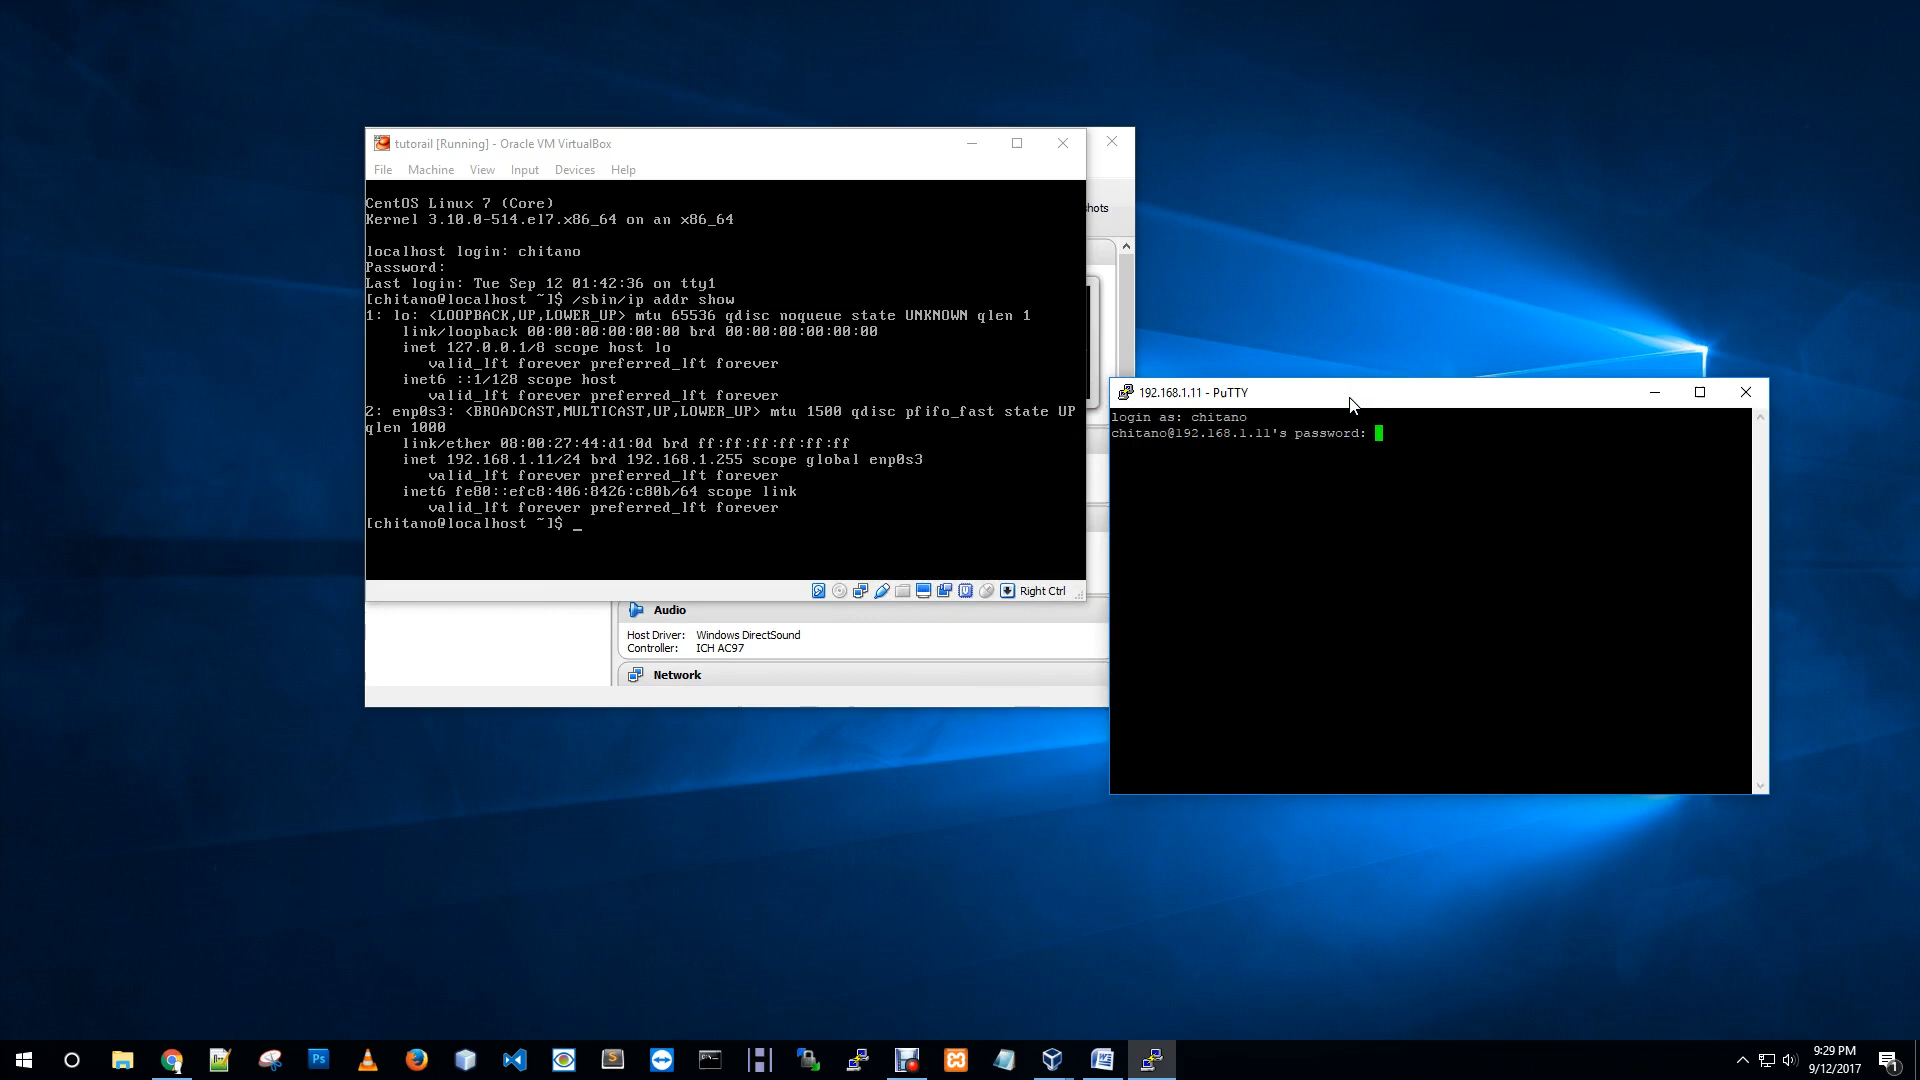 tutorail [Running] - Oracle VM VirtualBox
File Machine View Input Devices Help
CentOS Linux 7 (Core)
Kernel 3.10.0-514.el7.x86_64 on an x86_64
localhost login: chitano
Password:
Last login: Tue Sep 12 01:42:36 on tty1
[chitano@localhost ~]$ /sbin/ip addr show
1: lo: <LOOPBACK,UP,LOWER_UP> mtu 65536 qdisc noqueue state UNKNOWN qlen 1
link/loopback 00:00:00:00:00:00 brd 00:00:00:00:00:00
inet 127.0.0.1/8 scope host lo
valid_lft forever preferred_lft forever
inet6 ::1/128 scope host
valid_lft forever preferred_lft forever
2: enp0s3: <BROADCAST,MULTICAST,UP,LOWER_UP> mtu 1500 qdisc pfifo_fast state UP
qlen 1000
link/ether 08:00:27:44:d1:0d brd ff:ff:ff:ff:ff:ff
inet 192.168.1.11/24 brd 192.168.1.255 scope global enp0s3
valid_lft forever preferred_lft forever
inet6 fe80::efc8:406:8426:c80b/64 scope link
valid_lft forever preferred_lft forever
[chitano@localhost ~]$ _
Right Ctrl
hots
Audio
Host Driver: Windows DirectSound
Controller: ICH AC97
Network
192.168.1.11 - PuTTY
login as: chitano
chitano@192.168.1.11's password:
Ps
9:29 PM
9/12/2017
1